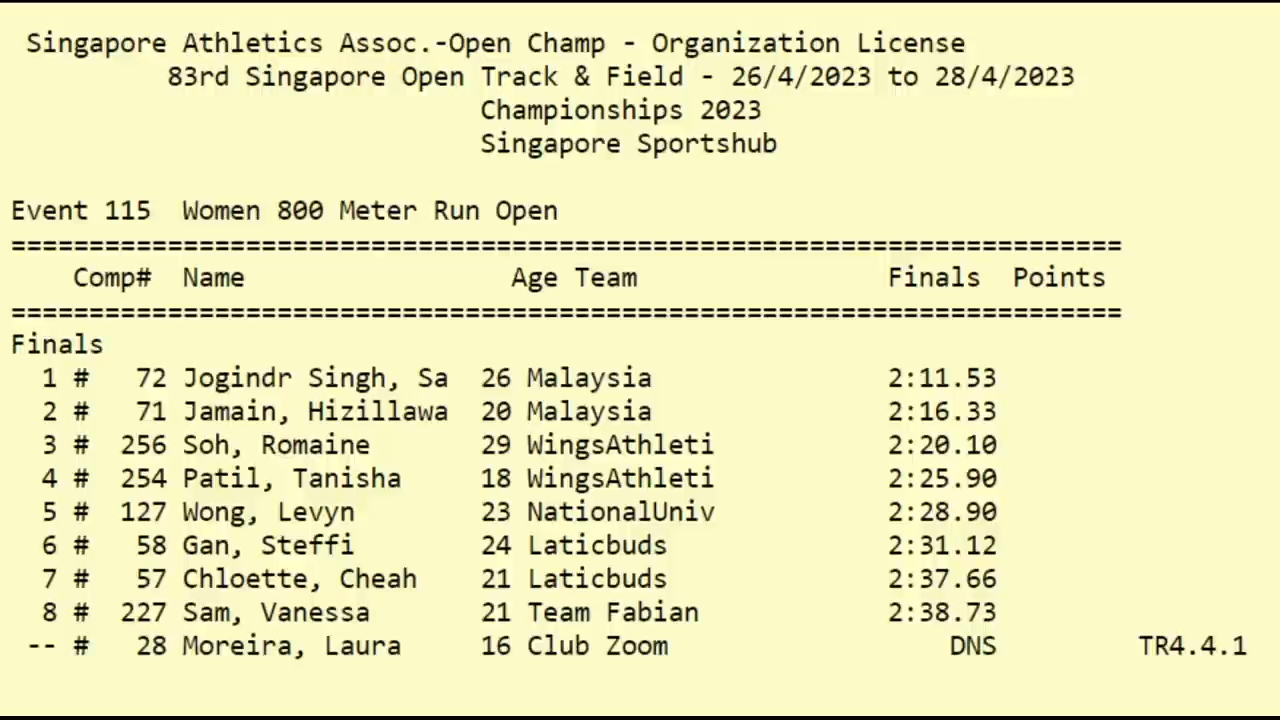 Singapore Athletics Assoc.-Open Champ - Organization License
83rd Singapore Open Track & Field - 26/4/2023 to 28/4/2023
Championships 2023
Singapore Sportshub
Event 115  Women 800 Meter Run Open
=======================================================================
Comp#  Name                 Age Team                Finals  Points
=======================================================================
Finals
1 #   72 Jogindr Singh, Sa  26 Malaysia               2:11.53
2 #   71 Jamain, Hizillawa  20 Malaysia               2:16.33
3 #  256 Soh, Romaine       29 WingsAthleti           2:20.10
4 #  254 Patil, Tanisha     18 WingsAthleti           2:25.90
5 #  127 Wong, Levyn        23 NationalUniv           2:28.90
6 #   58 Gan, Steffi        24 Laticbuds              2:31.12
7 #   57 Chloette, Cheah    21 Laticbuds              2:37.66
8 #  227 Sam, Vanessa       21 Team Fabian            2:38.73
-- #   28 Moreira, Laura     16 Club Zoom                  DNS         TR4.4.1